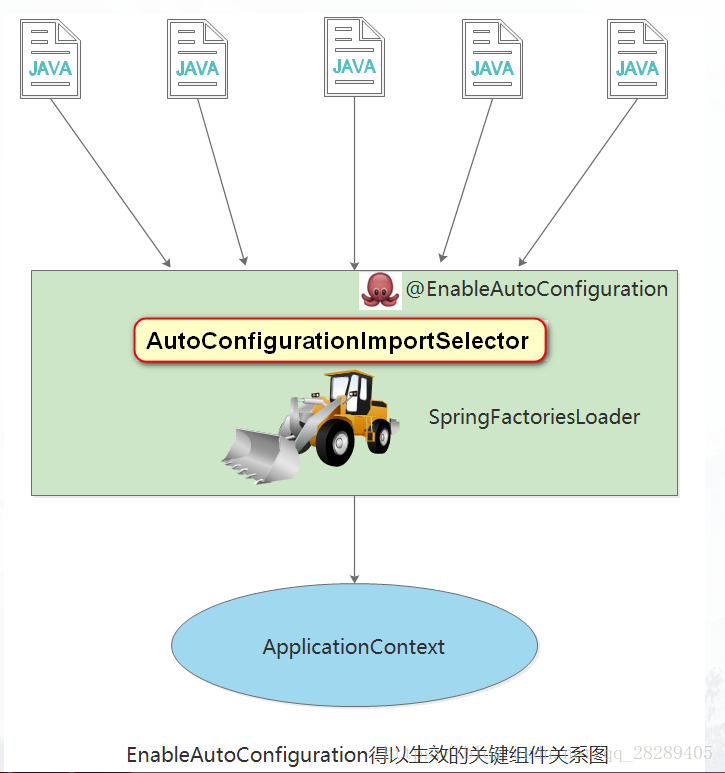 JAVA JAVA JAVA JAVA JAVA
@EnableAutoConfiguration
AutoConfigurationImportSelector
SpringFactoriesLoader
ApplicationContext
EnableAutoConfiguration得以生效的关键组件关系图
qq_28289405